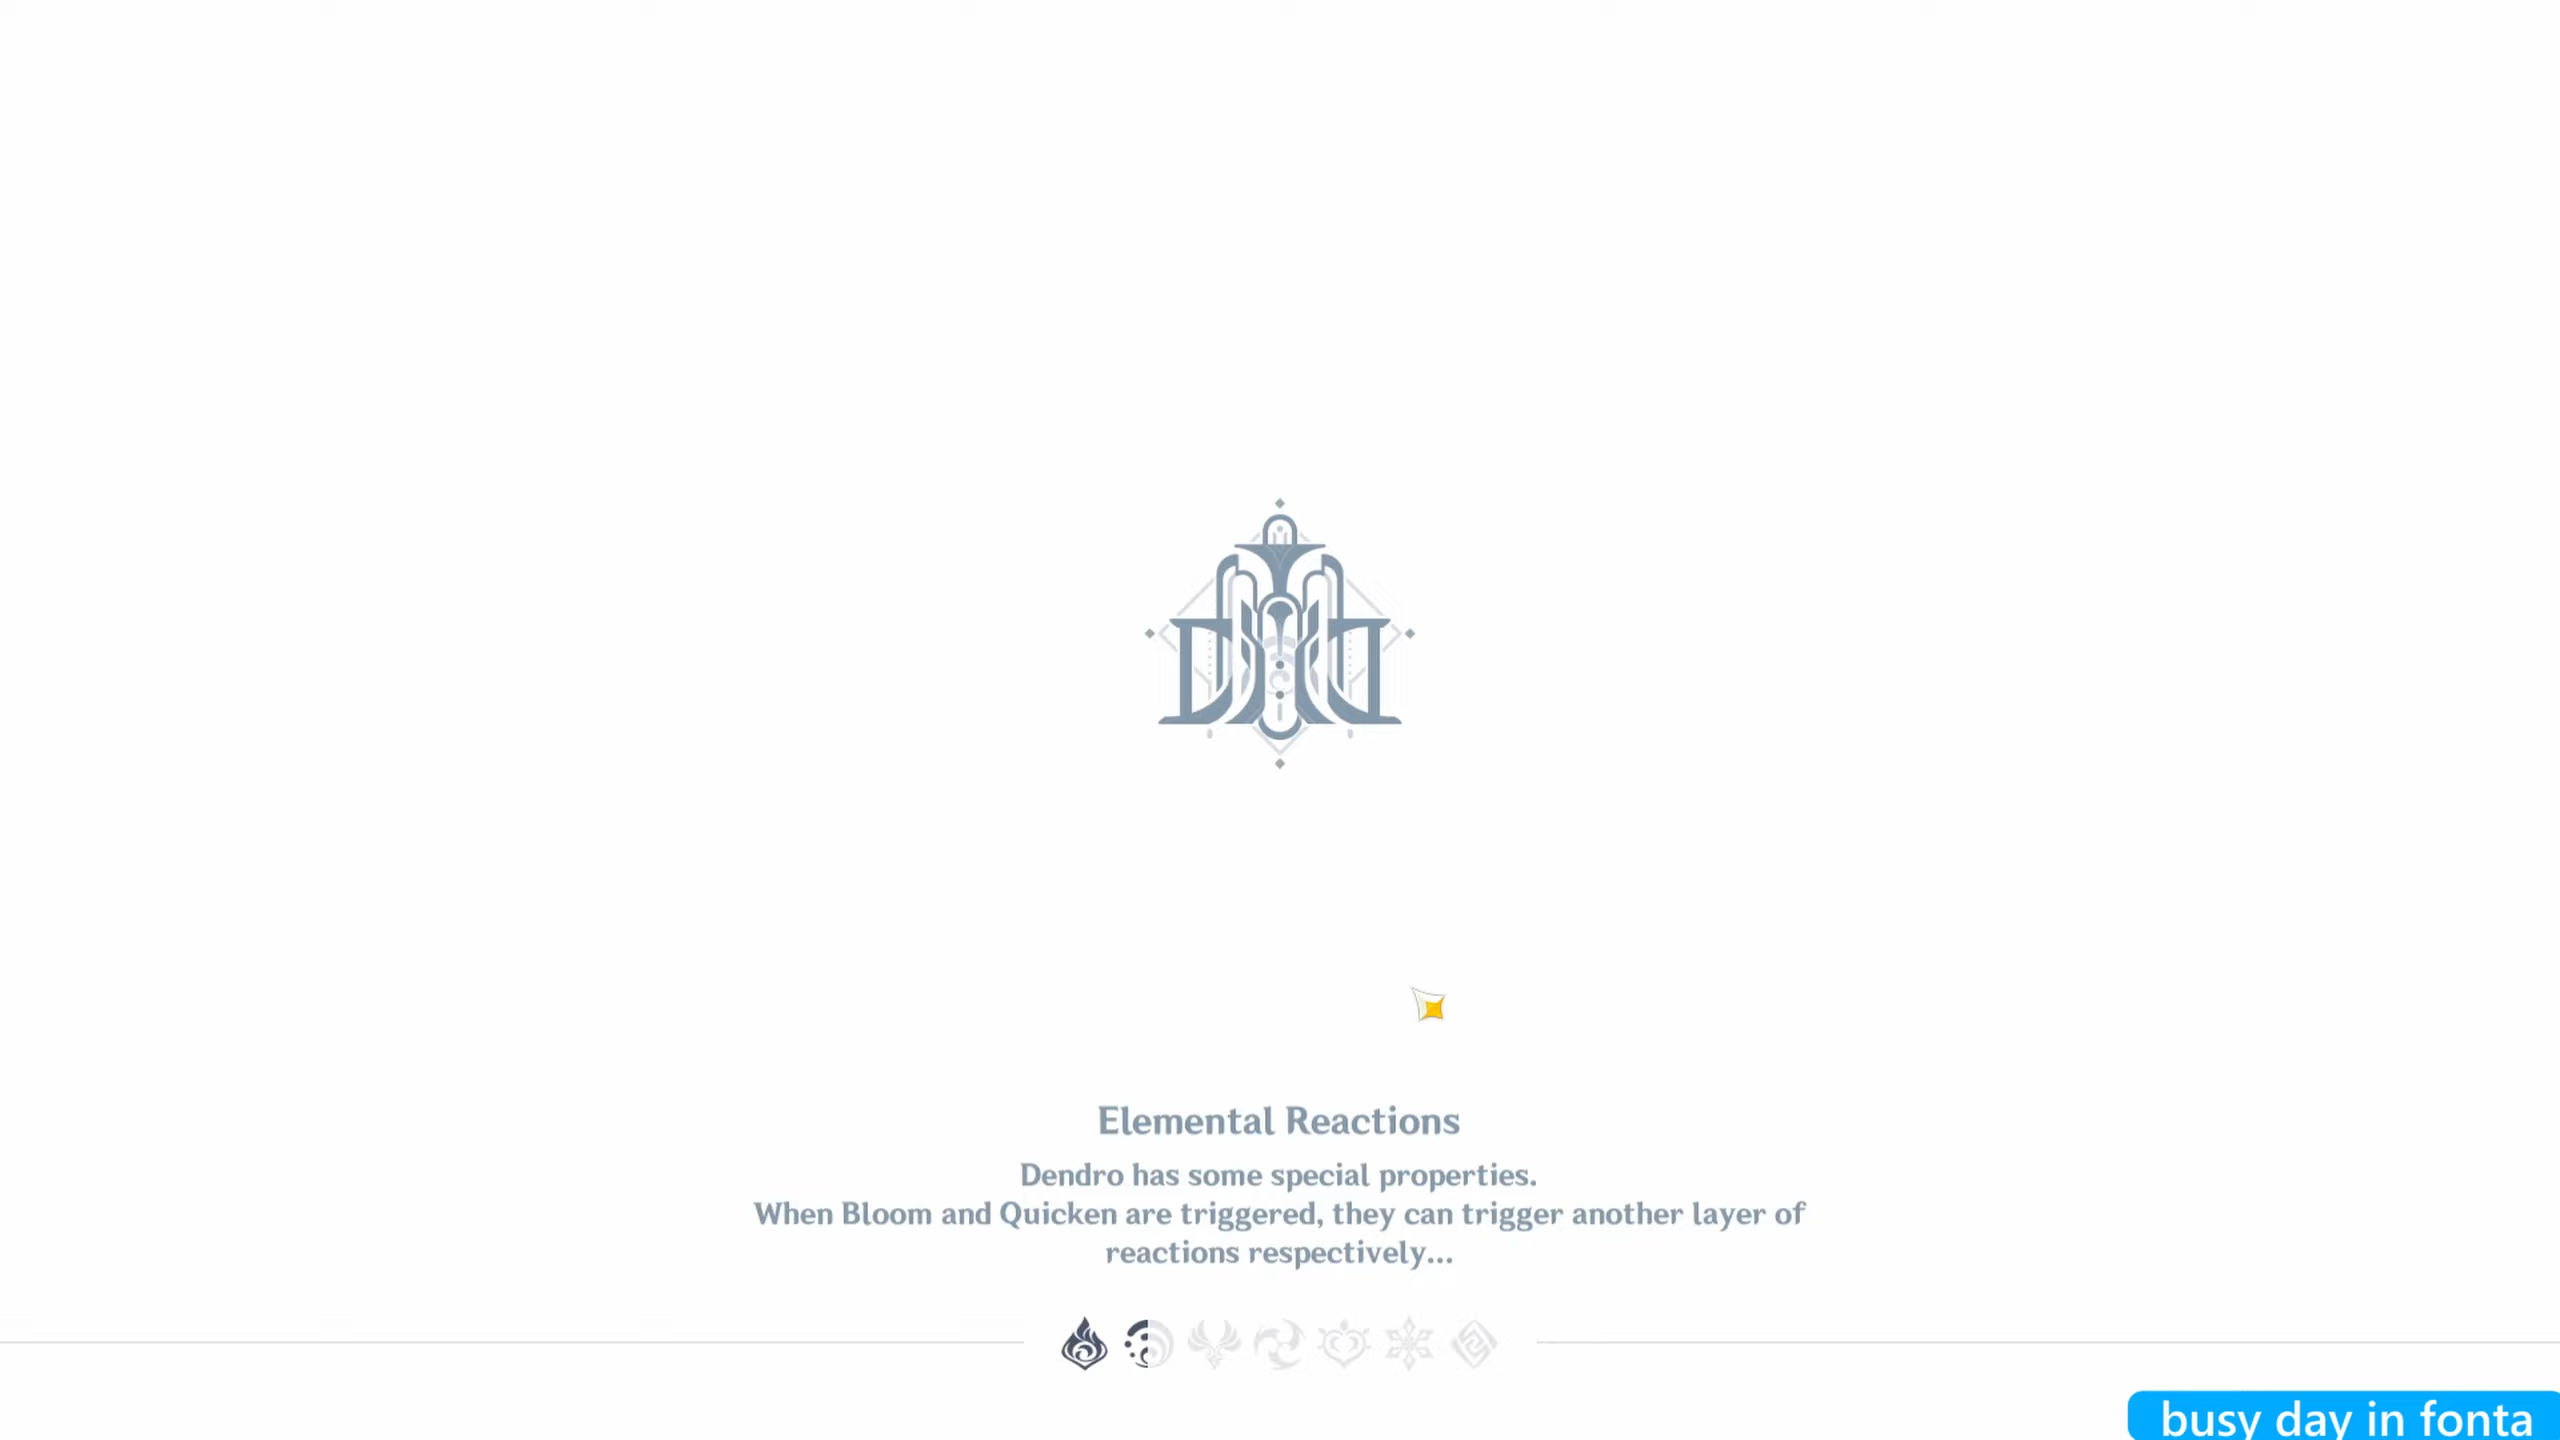 Elemental Reactions
Dendro has some special properties.
When Bloom and Quicken are triggered, they can trigger another layer of
reactions respectively...
busy day in fonta